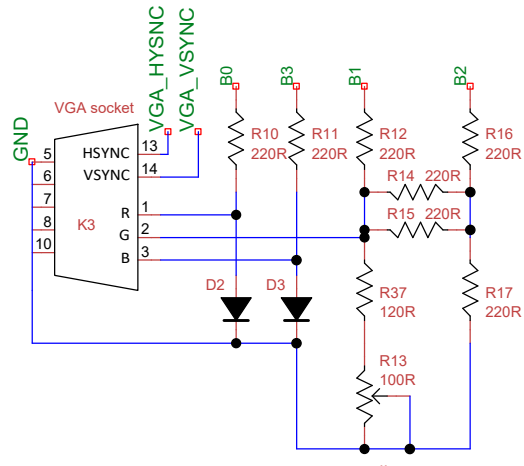 VGA_HYSNC
VGA_VSYNC
B0
B3
B1
B2
VGA socket
GND
5
6
7
8
10
HSYNC
VSYNC
R
G
B
K3
13
14
1
2
3
R10
220R
R11
220R
R12
220R
R16
220R
R14 220R
R15 220R
D2
D3
R37
120R
R17
220R
R13
100R